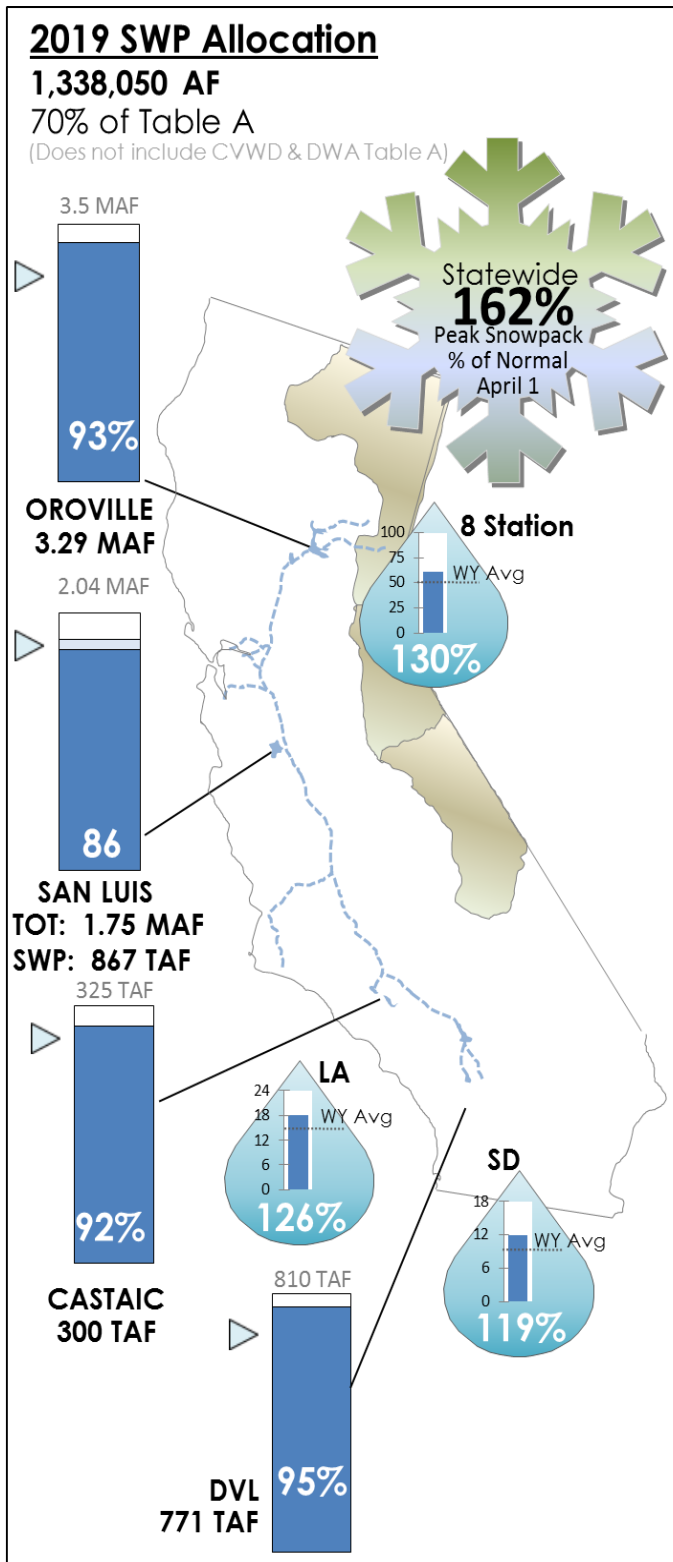 2019 SWP Allocation
1,338,050 AF
70% of Table A
(Does not include CVWD & DWA Table A)
3.5 MAF
93%
OROVILLE
3.29 MAF
Statewide
162%
Peak Snowpack
% of Normal
April 1
8 Station
100
75
50
25
0
WY Avg
130%
2.04 MAF
86
SAN LUIS
TOT: 1.75 MAF
SWP: 867 TAF
325 TAF
92%
CASTAIC
300 TAF
LA
24
18
12
6
0
WY Avg
126%
SD
18
12
6
0
WY Avg
119%
810 TAF
95%
DVL
771 TAF